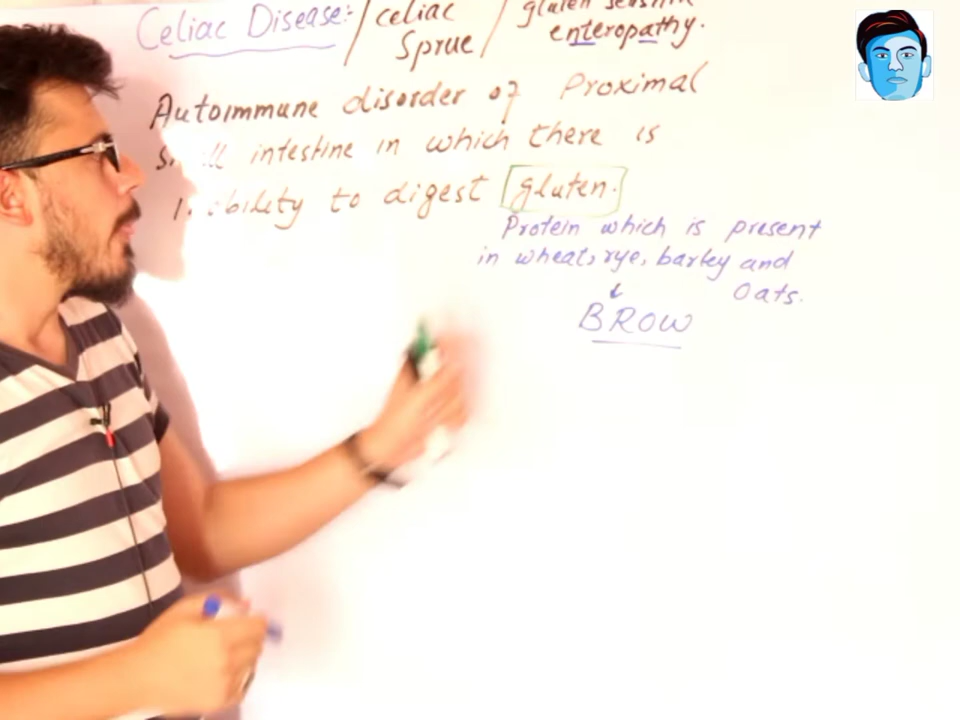 Celiac Disease:- / celiac Sprue / gluten sensitive enteropathy.
Autoimmune disorder of Proximal
intestine in which there is
to digest gluten.
Protein which is present
in wheat, rye, barley and
Oats.
BROW